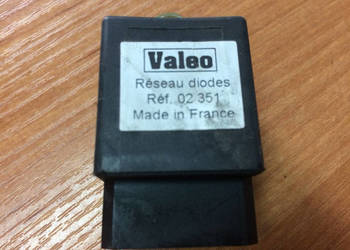 Valeo
Réseau diodes
Réf. 02 351
Made in France